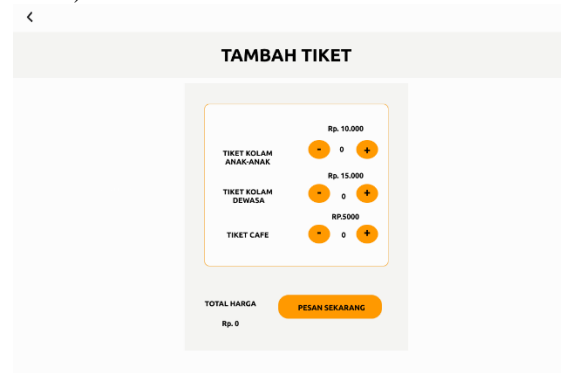 TAMBAH TIKET
Rp. 10.000
TIKET KOLAM
ANAK-ANAK
- 0 +
Rp. 15.000
TIKET KOLAM
DEWASA
- 0 +
RP.5000
TIKET CAFE
- 0 +
TOTAL HARGA
Rp. 0
PESAN SEKARANG